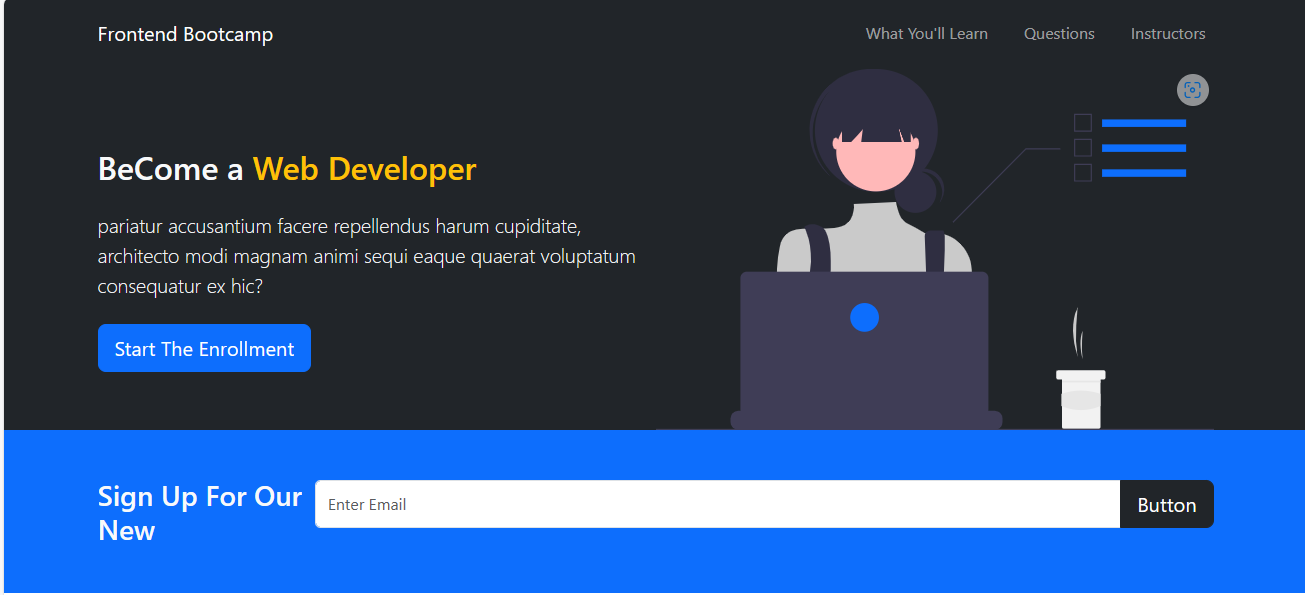 Frontend Bootcamp
What You'll Learn
Questions
Instructors
BeCome a Web Developer
pariatur accusantium facere repellendus harum cupiditate,
architecto modi magnam animi sequi eaque quaerat voluptatum
consequatur ex hic?
Start The Enrollment
Sign Up For Our
New
Enter Email
Button